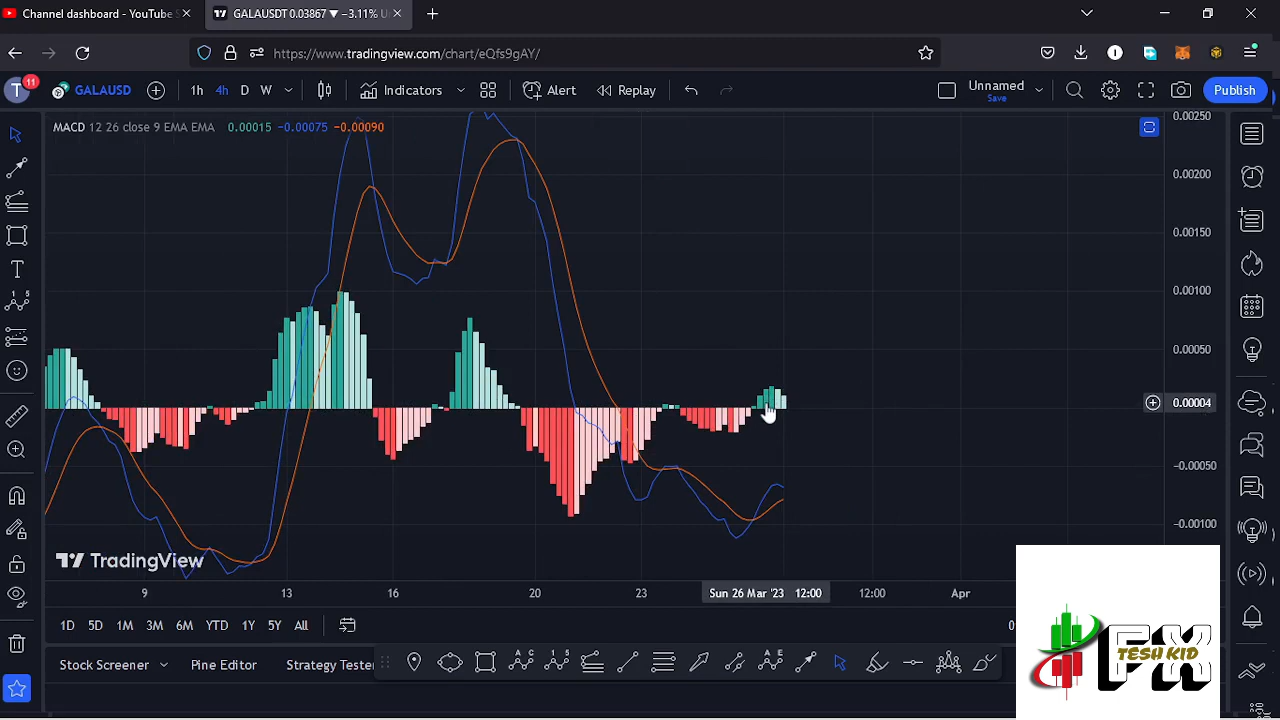 Channel dashboard - YouTube S
GALAUSDT 0.03867 ▼ −3.11% U
https://www.tradingview.com/chart/eQfs9gAY/
T
11
GALAUSD
1h
4h
D
W
Indicators
Alert
Replay
Unnamed
Save
Publish
MACD 12 26 close 9 EMA EMA 0.00015 −0.00075 −0.00090
0.00250
0.00200
0.00150
0.00100
0.00050
0.00004
−0.00050
−0.00100
TradingView
9
13
16
20
23
Sun 26 Mar '23 12:00
12:00
Apr
1D
5D
1M
3M
6M
YTD
1Y
5Y
All
Stock Screener
Pine Editor
Strategy Teste
FX
TESH KID